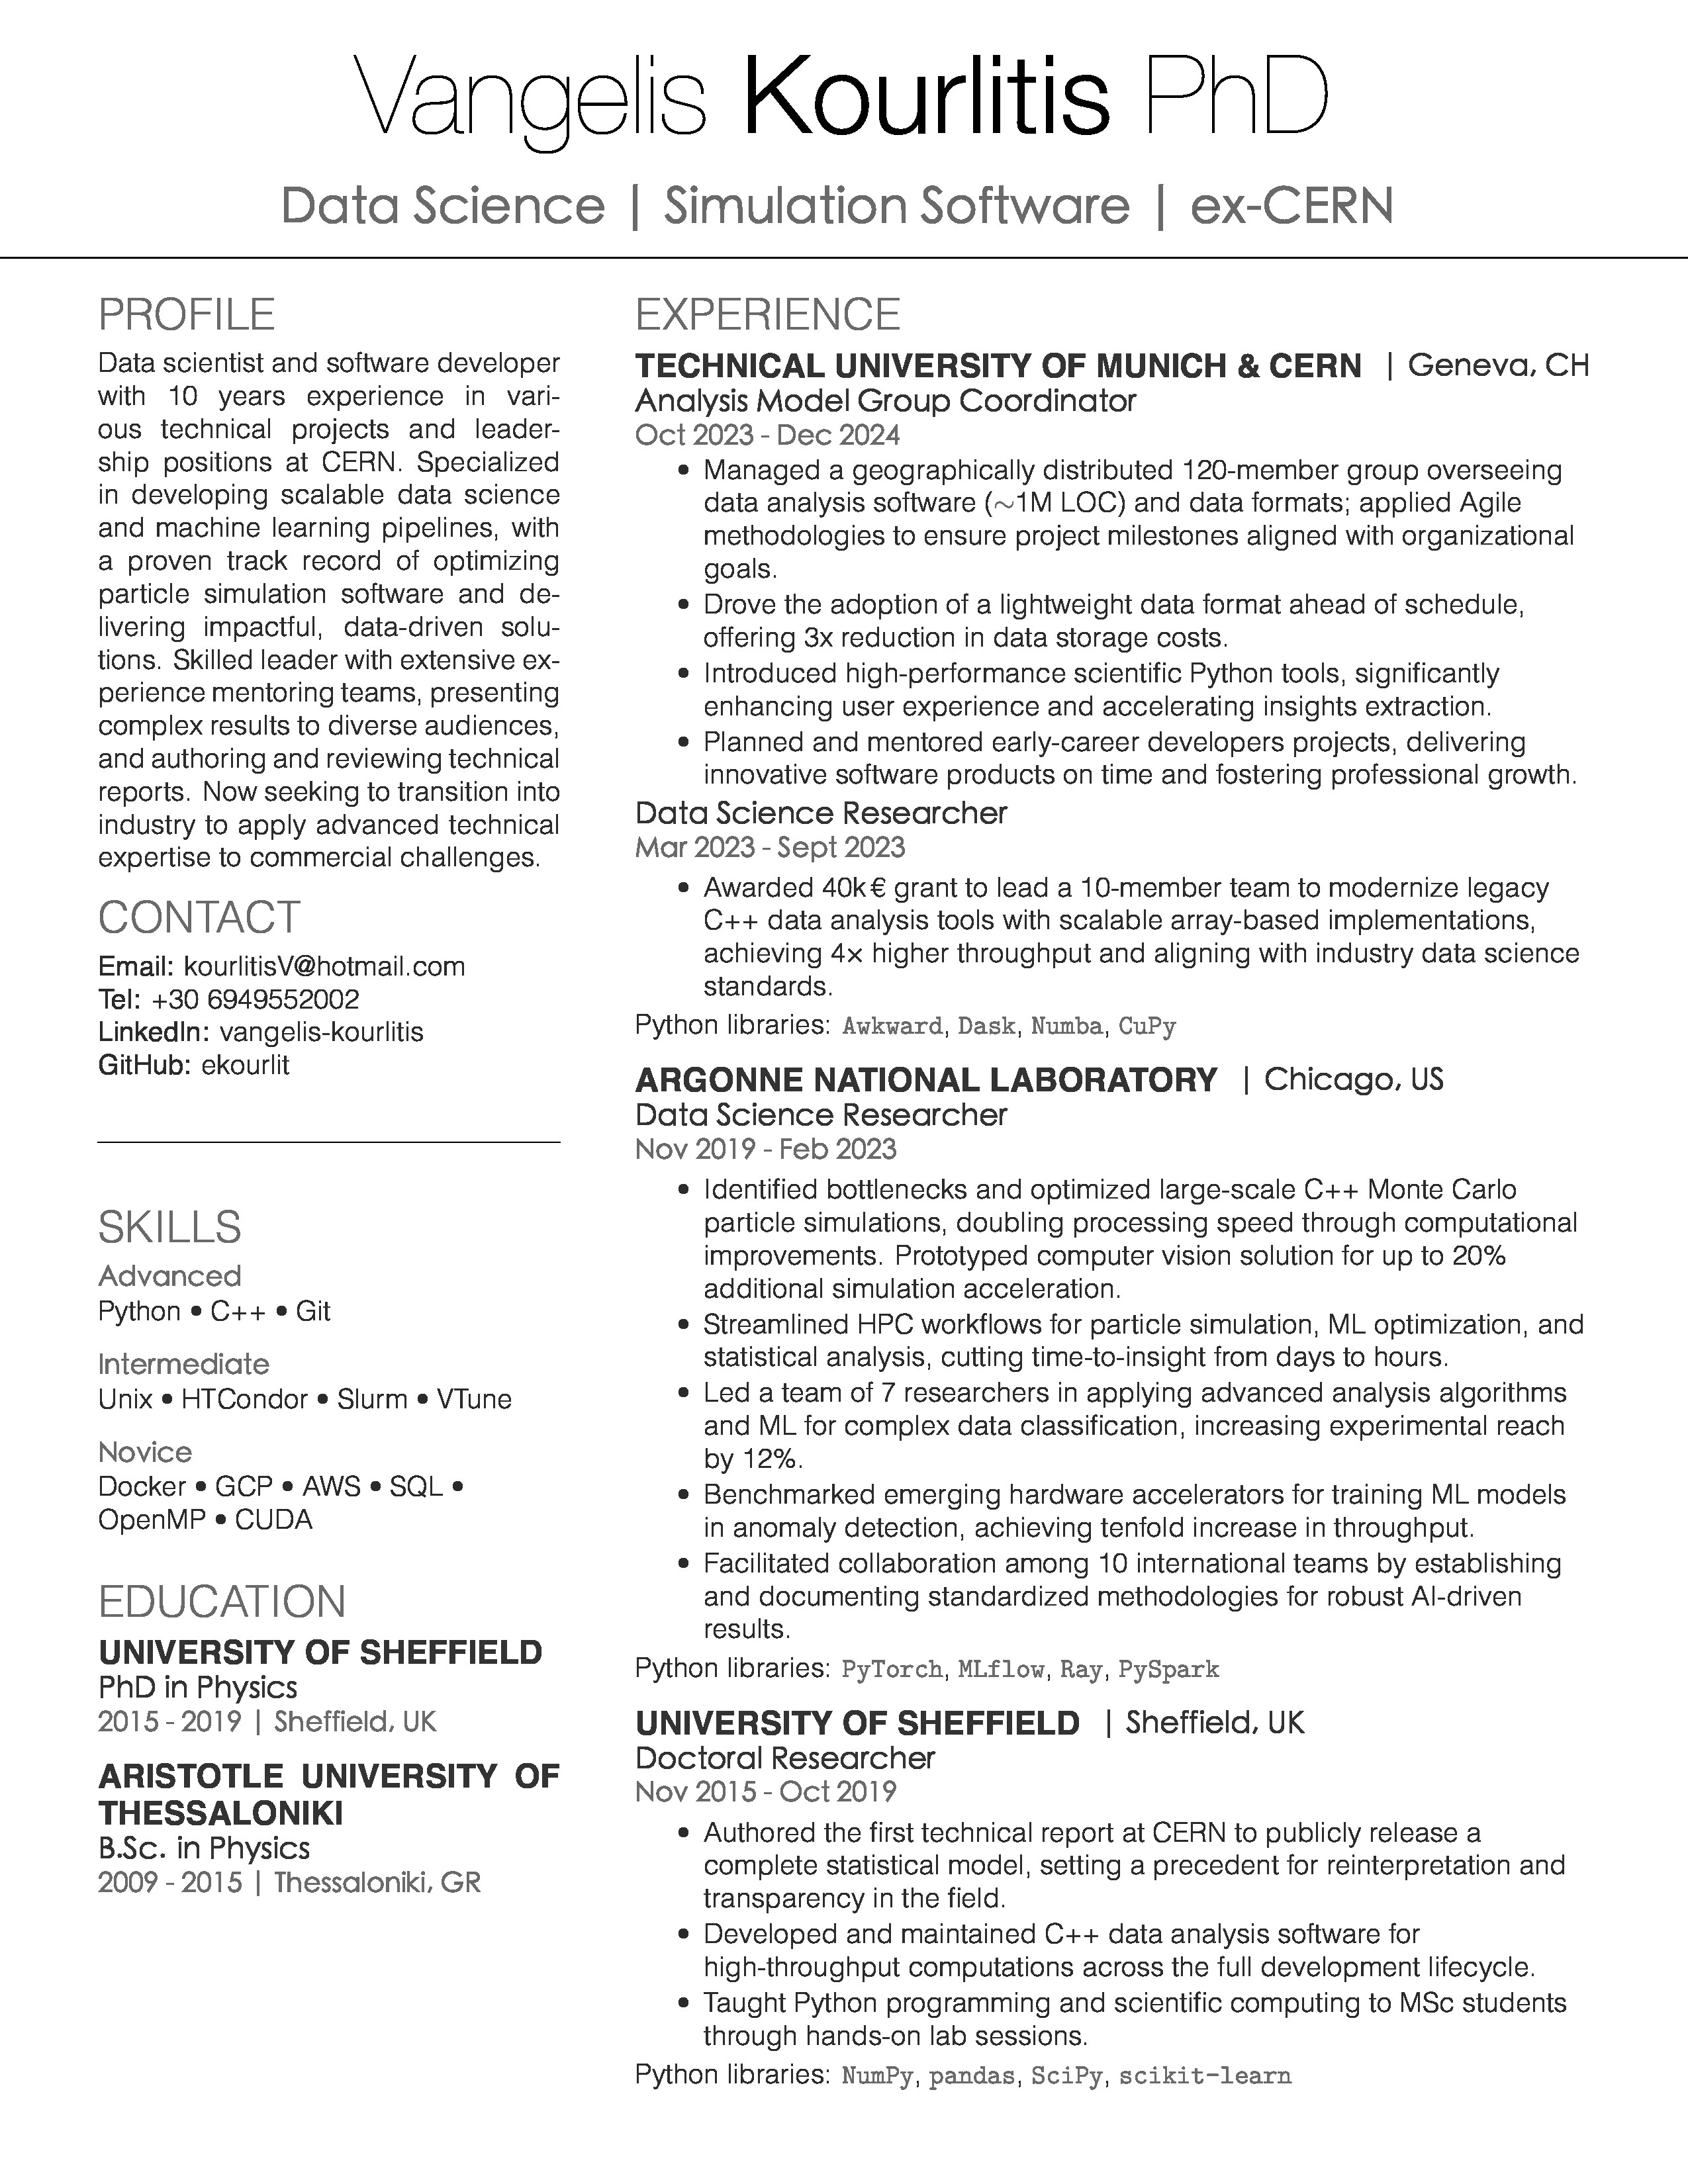 Vangelis Kourlitis PhD
Data Science | Simulation Software | ex-CERN
PROFILE
Data scientist and software developer
with 10 years experience in vari-
ous technical projects and leader-
ship positions at CERN. Specialized
in developing scalable data science
and machine learning pipelines, with
a proven track record of optimizing
particle simulation software and de-
livering impactful, data-driven solu-
tions. Skilled leader with extensive ex-
perience mentoring teams, presenting
complex results to diverse audiences,
and authoring and reviewing technical
reports. Now seeking to transition into
industry to apply advanced technical
expertise to commercial challenges.
CONTACT
Email: kourlitisV@hotmail.com
Tel: +30 6949552002
LinkedIn: vangelis-kourlitis
GitHub: ekourlit
SKILLS
Advanced
Python • C++ • Git
Intermediate
Unix • HTCondor • Slurm • VTune
Novice
Docker • GCP • AWS • SQL •
OpenMP • CUDA
EDUCATION
UNIVERSITY OF SHEFFIELD
PhD in Physics
2015 - 2019 | Sheffield, UK
ARISTOTLE UNIVERSITY OF
THESSALONIKI
B.Sc. in Physics
2009 - 2015 | Thessaloniki, GR
EXPERIENCE
TECHNICAL UNIVERSITY OF MUNICH & CERN | Geneva, CH
Analysis Model Group Coordinator
Oct 2023 - Dec 2024
• Managed a geographically distributed 120-member group overseeing
data analysis software (~1M LOC) and data formats; applied Agile
methodologies to ensure project milestones aligned with organizational
goals.
• Drove the adoption of a lightweight data format ahead of schedule,
offering 3x reduction in data storage costs.
• Introduced high-performance scientific Python tools, significantly
enhancing user experience and accelerating insights extraction.
• Planned and mentored early-career developers projects, delivering
innovative software products on time and fostering professional growth.
Data Science Researcher
Mar 2023 - Sept 2023
• Awarded 40k€ grant to lead a 10-member team to modernize legacy
C++ data analysis tools with scalable array-based implementations,
achieving 4× higher throughput and aligning with industry data science
standards.
Python libraries: Awkward, Dask, Numba, CuPy
ARGONNE NATIONAL LABORATORY | Chicago, US
Data Science Researcher
Nov 2019 - Feb 2023
• Identified bottlenecks and optimized large-scale C++ Monte Carlo
particle simulations, doubling processing speed through computational
improvements. Prototyped computer vision solution for up to 20%
additional simulation acceleration.
• Streamlined HPC workflows for particle simulation, ML optimization, and
statistical analysis, cutting time-to-insight from days to hours.
• Led a team of 7 researchers in applying advanced analysis algorithms
and ML for complex data classification, increasing experimental reach
by 12%.
• Benchmarked emerging hardware accelerators for training ML models
in anomaly detection, achieving tenfold increase in throughput.
• Facilitated collaboration among 10 international teams by establishing
and documenting standardized methodologies for robust AI-driven
results.
Python libraries: PyTorch, MLflow, Ray, PySpark
UNIVERSITY OF SHEFFIELD | Sheffield, UK
Doctoral Researcher
Nov 2015 - Oct 2019
• Authored the first technical report at CERN to publicly release a
complete statistical model, setting a precedent for reinterpretation and
transparency in the field.
• Developed and maintained C++ data analysis software for
high-throughput computations across the full development lifecycle.
• Taught Python programming and scientific computing to MSc students
through hands-on lab sessions.
Python libraries: NumPy, pandas, SciPy, scikit-learn